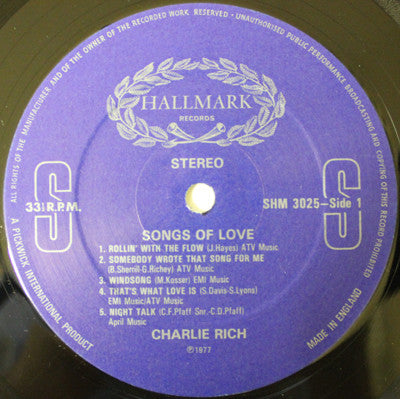 ALL RIGHTS OF THE MANUFACTURER AND OF THE OWNER OF THE RECORDED WORK RESERVED - UNAUTHORISED PUBLIC PERFORMANCE BROADCASTING AND COPYING OF THIS RECORD PROHIBITED
HALLMARK
RECORDS
STEREO
S
S
33⅓ R.P.M.
SHM 3025-Side 1
SONGS OF LOVE
1. ROLLIN' WITH THE FLOW (J.Hayes) ATV Music
2. SOMEBODY WROTE THAT SONG FOR ME
(B.Sherrill-G.Richey) ATV Music
3. WINDSONG (M.Kosser) EMI Music
4. THAT'S WHAT LOVE IS (S.Davis-S.Lyons)
EMI Music/ATV Music
5. NIGHT TALK (C.F.Pfaff Snr.-C.D.Pfaff)
April Music
CHARLIE RICH
℗1977
A PICKWICK INTERNATIONAL PRODUCT
MADE IN ENGLAND